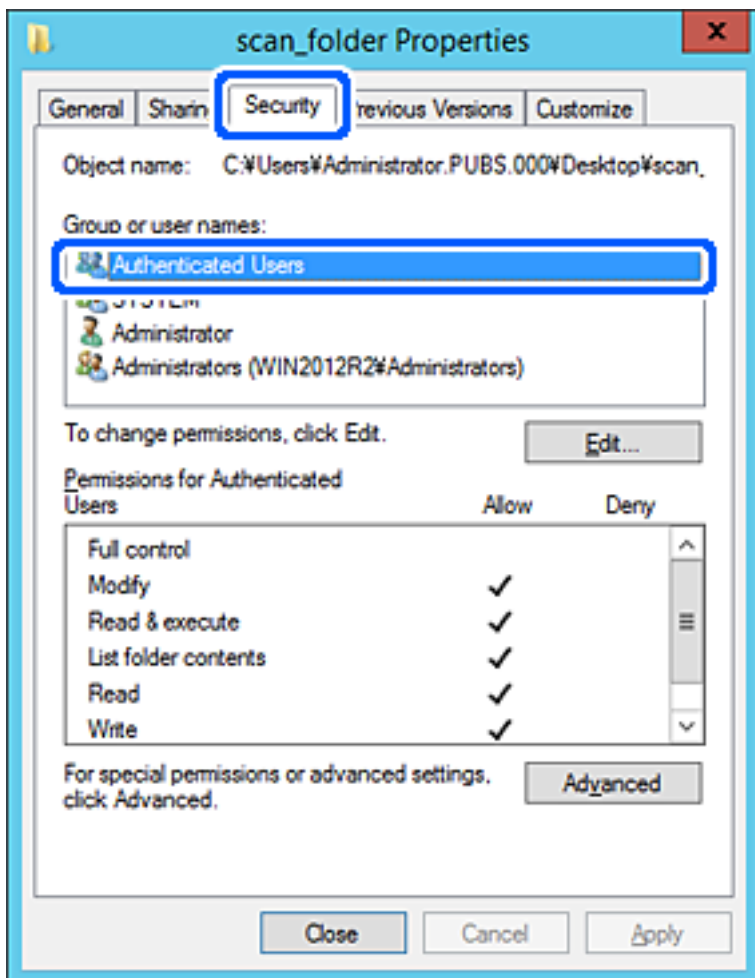 scan_folder Properties
x
General Sharin Security revious Versions Customize
Object name: C:¥Users¥Administrator.PUBS.000¥Desktop¥scan_
Group or user names:
Authenticated Users
SYSTEM
Administrator
Administrators (WIN2012R2¥Administrators)
To change permissions, click Edit.
Edit...
Permissions for Authenticated
Users Allow Deny
Full control
Modify
Read & execute
List folder contents
Read
Write
For special permissions or advanced settings,
click Advanced.
Advanced
Close Cancel Apply